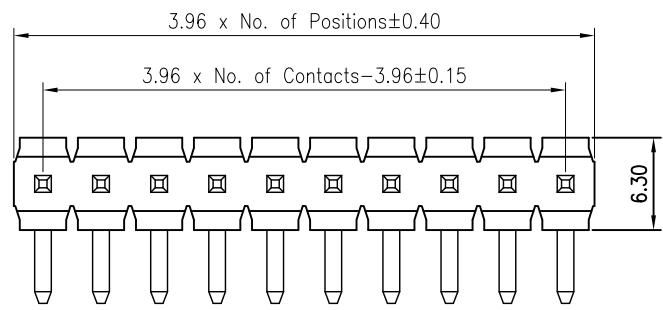 3.96 x No. of Positions±0.40
3.96 x No. of Contacts-3.96±0.15
6.30